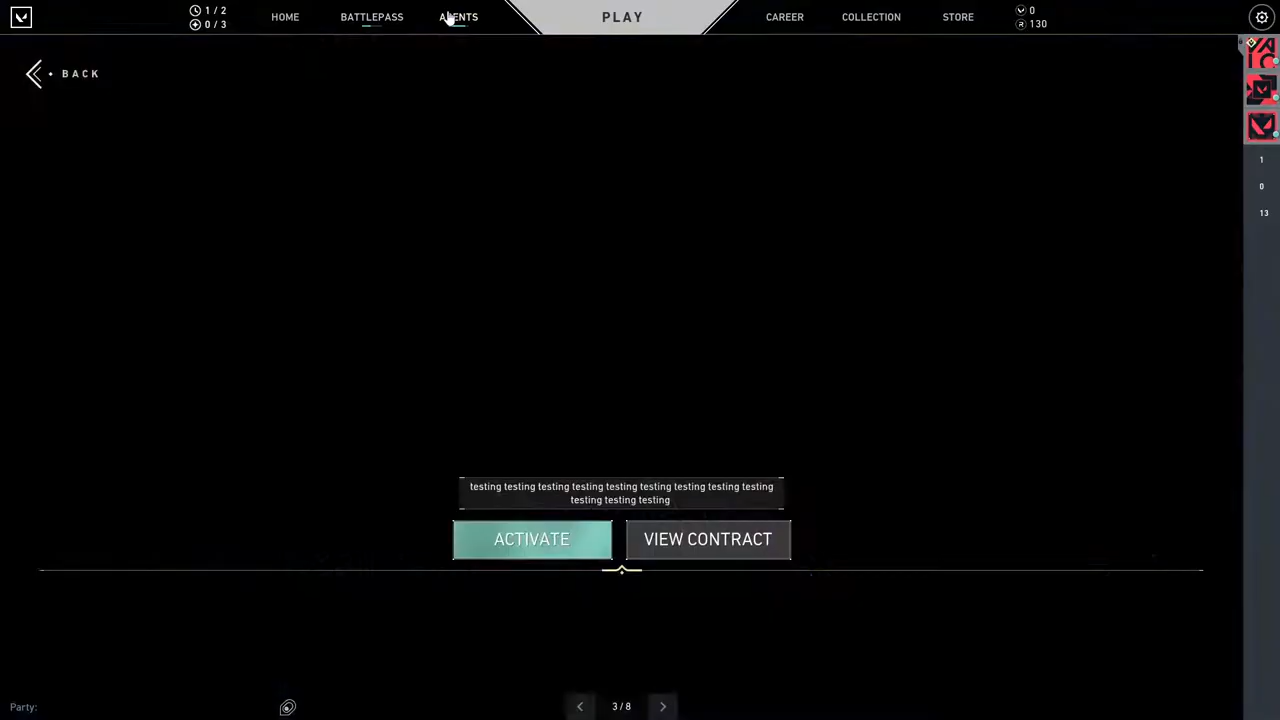 1 / 2
0 / 3
HOME
BATTLEPASS
AGENTS
PLAY
CAREER
COLLECTION
STORE
0
130
BACK
1
0
13
testing testing testing testing testing testing testing testing testing
testing testing testing
ACTIVATE
VIEW CONTRACT
Party:
3 / 8